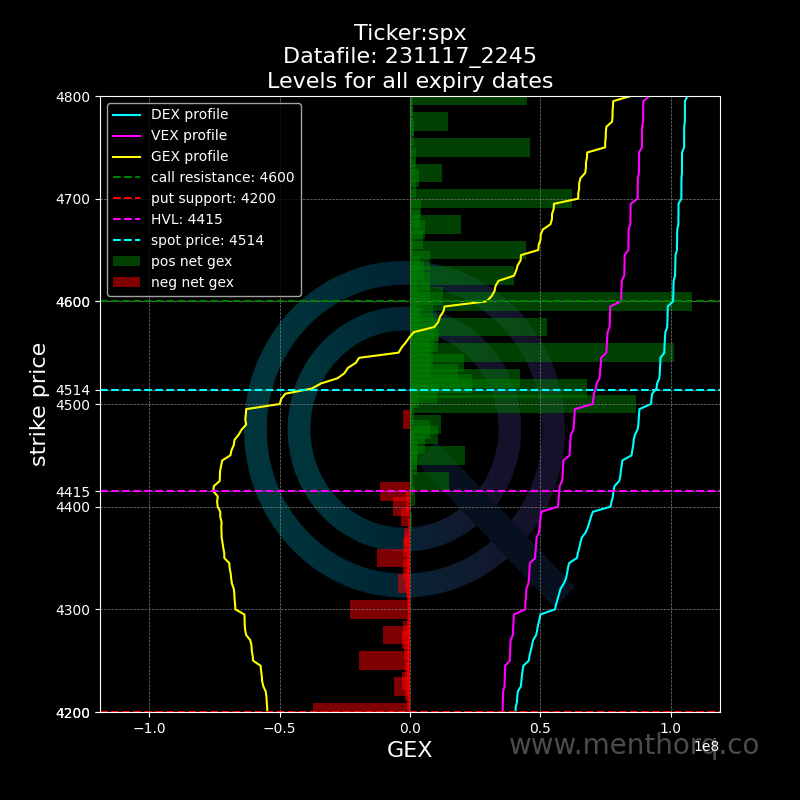 Ticker:spx
Datafile: 231117_2245
Levels for all expiry dates
DEX profile
VEX profile
GEX profile
call resistance: 4600
put support: 4200
HVL: 4415
spot price: 4514
pos net gex
neg net gex
4800
4700
4600
4514
4500
4415
4400
4300
4200
strike price
−1.0 −0.5 0.0 0.5 1.0
1e8
GEX
www.menthorq.co